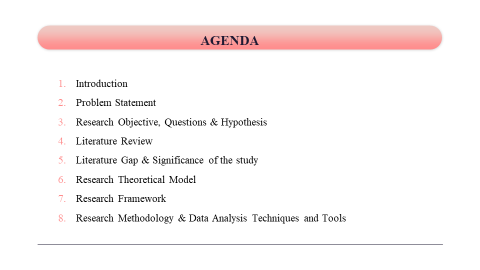 AGENDA
1. Introduction
2. Problem Statement
3. Research Objective, Questions & Hypothesis
4. Literature Review
5. Literature Gap & Significance of the study
6. Research Theoretical Model
7. Research Framework
8. Research Methodology & Data Analysis Techniques and Tools